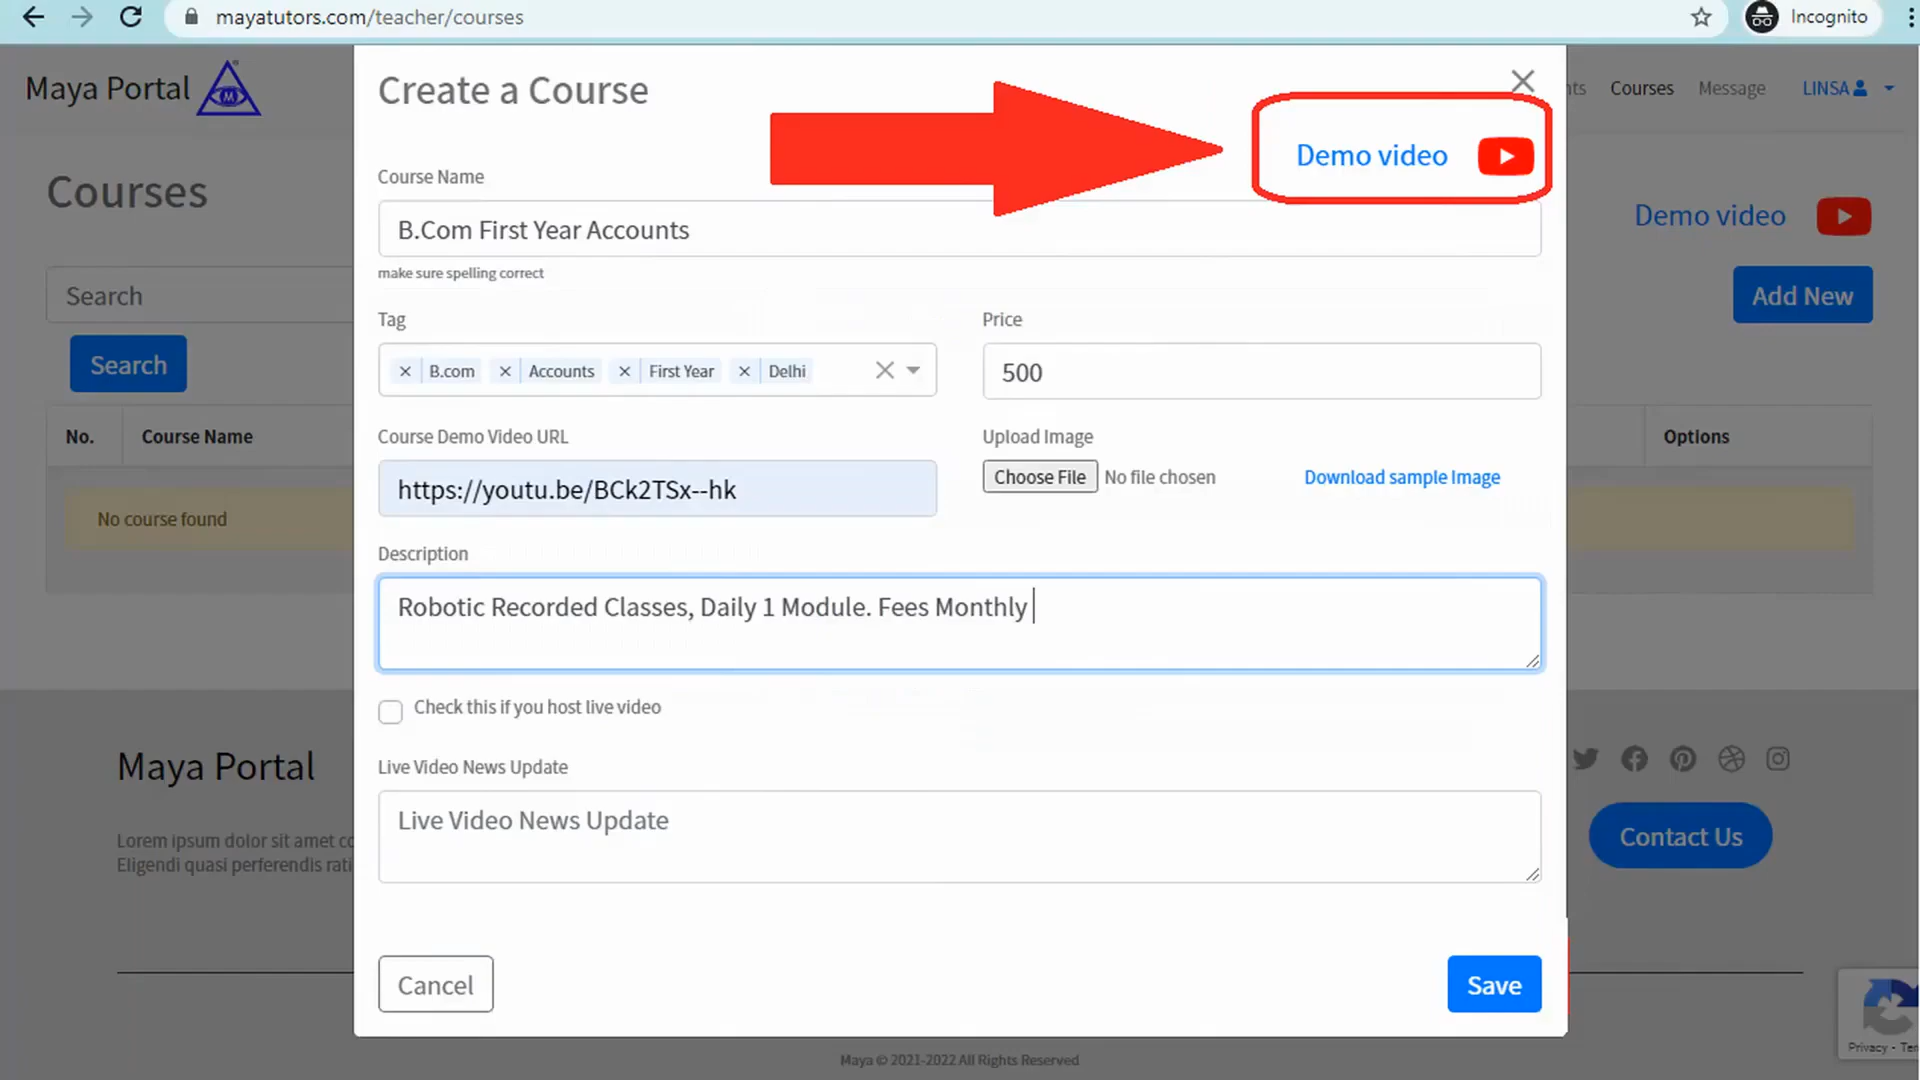 mayatutors.com/teacher/courses
Incognito
Maya Portal
M
Create a Course
Courses
Message
LINSA
Demo video
Courses
Course Name
B.Com First Year Accounts
make sure spelling correct
Demo video
Search
Add New
Search
Tag
Price
× B.com × Accounts × First Year × Delhi
500
No.
Course Name
Options
Course Demo Video URL
Upload Image
https://youtu.be/BCk2TSx--hk
Choose File No file chosen
Download sample Image
No course found
Description
Robotic Recorded Classes, Daily 1 Module. Fees Monthly
Check this if you host live video
Maya Portal
Live Video News Update
Live Video News Update
Lorem ipsum dolor sit amet
Eligendi quasi perferendis
Contact Us
Cancel
Save
Privacy
Maya © 2021-2022 All Rights Reserved